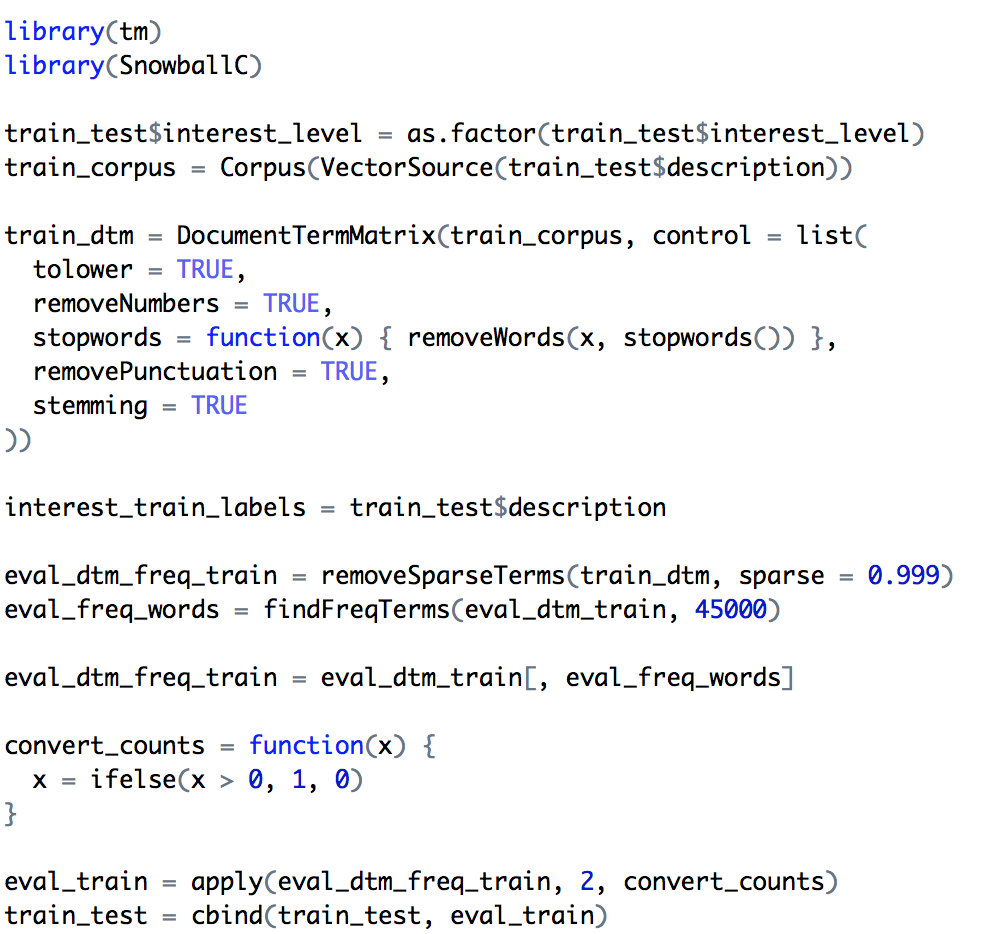 library(tm)
library(SnowballC)

train_test$interest_level = as.factor(train_test$interest_level)
train_corpus = Corpus(VectorSource(train_test$description))

train_dtm = DocumentTermMatrix(train_corpus, control = list(
  tolower = TRUE,
  removeNumbers = TRUE,
  stopwords = function(x) { removeWords(x, stopwords()) },
  removePunctuation = TRUE,
  stemming = TRUE
))

interest_train_labels = train_test$description

eval_dtm_freq_train = removeSparseTerms(train_dtm, sparse = 0.999)
eval_freq_words = findFreqTerms(eval_dtm_train, 45000)

eval_dtm_freq_train = eval_dtm_train[, eval_freq_words]

convert_counts = function(x) {
  x = ifelse(x > 0, 1, 0)
}

eval_train = apply(eval_dtm_freq_train, 2, convert_counts)
train_test = cbind(train_test, eval_train)